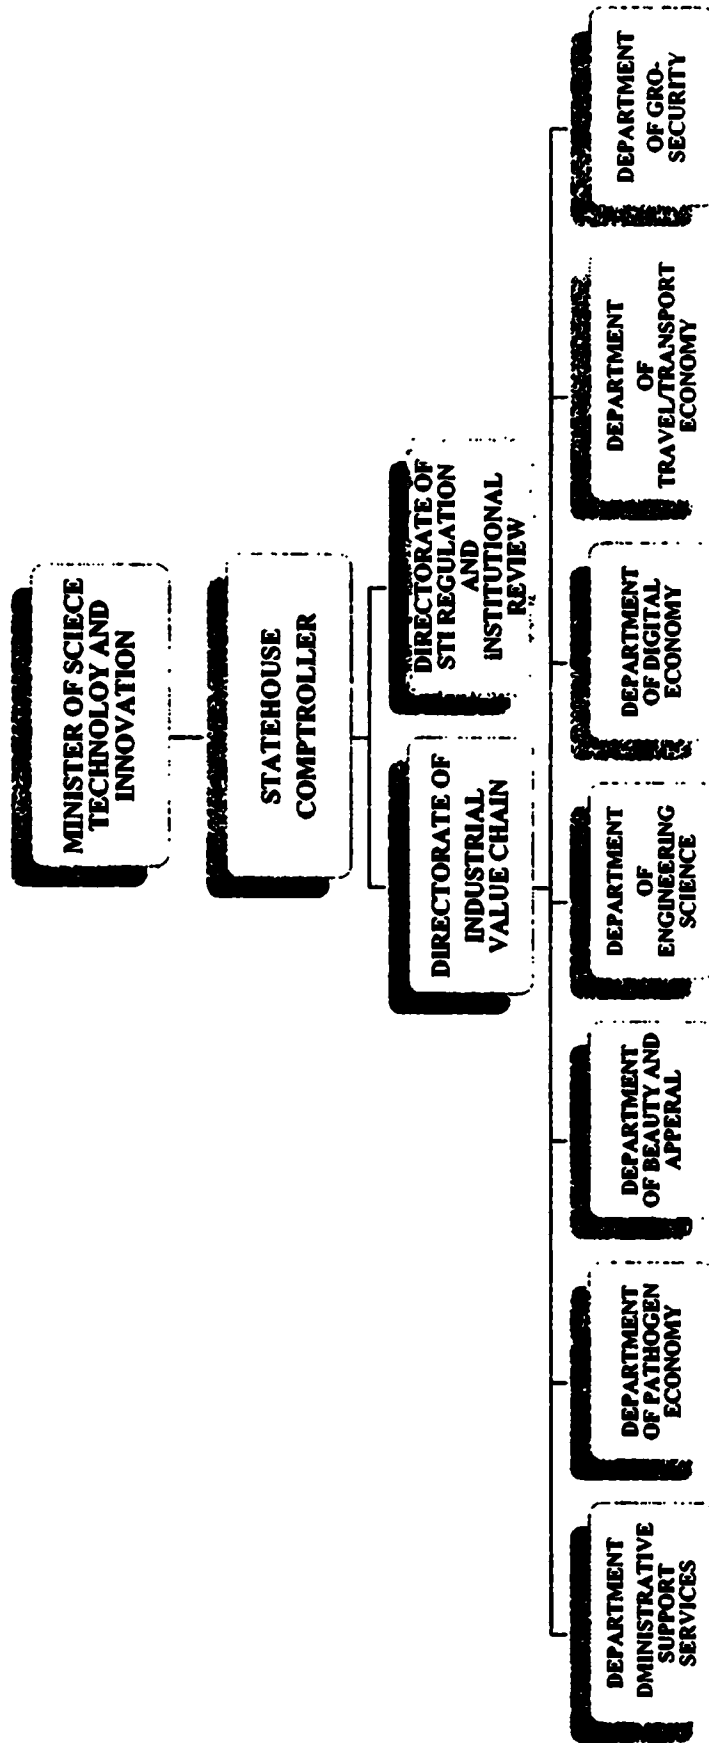 MINISTER OF SCIECE
TECHNOLOY AND
INNOVATION
STATEHOUSE
COMPTROLLER
DIRECTORATE OF
INDUSTRIAL
VALUE CHAIN
DIRECTORATE OF
STI REGULATION
AND
INSTITUTIONAL
REVIEW
DEPARTMENT
DMINISTRATIVE
SUPPORT
SERVICES
DEPARTMENT
OF PATHOGEN
ECONOMY
DEPARTMENT
OF BEAUTY AND
APPERAL
DEPARTMENT
OF
ENGINEERING
SCIENCE
DEPARTMENT
OF DIGITAL
ECONOMY
DEPARTMENT
OF
TRAVEL/TRANSPORT
ECONOMY
DEPARTMENT
OF GRO-
SECURITY